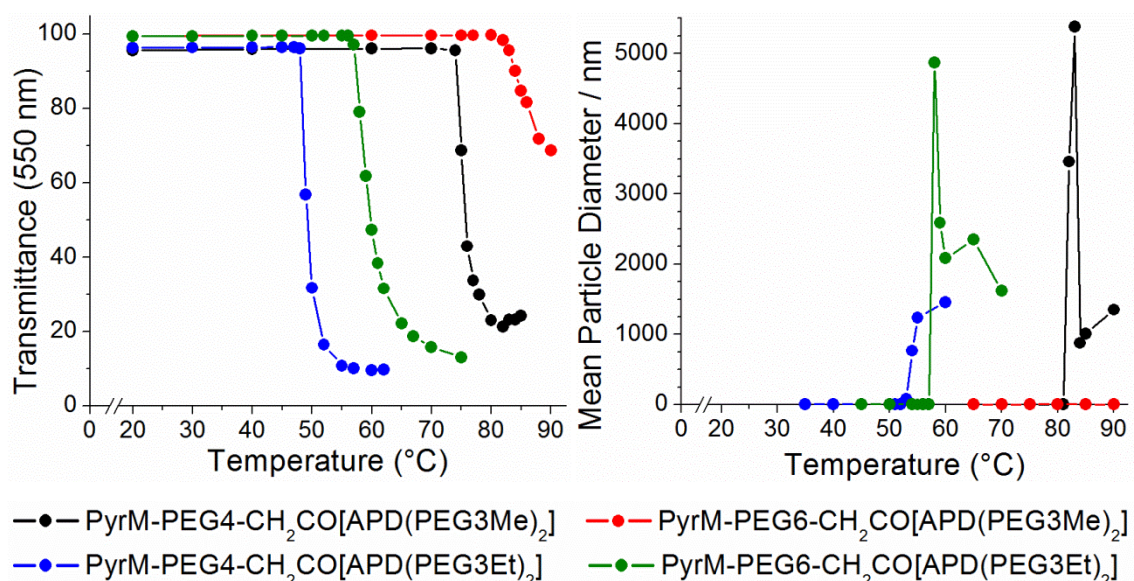 Transmittance (550 nm)
100
80
60
40
20
0
0 20 30 40 50 60 70 80 90
Temperature (°C)
Mean Particle Diameter / nm
5000
4000
3000
2000
1000
0
0 20 30 40 50 60 70 80 90
Temperature (°C)
PyrM-PEG4-CH₂CO[APD(PEG3Me)₂]
PyrM-PEG6-CH₂CO[APD(PEG3Me)₂]
PyrM-PEG4-CH₂CO[APD(PEG3Et)₂]
PyrM-PEG6-CH₂CO[APD(PEG3Et)₂]